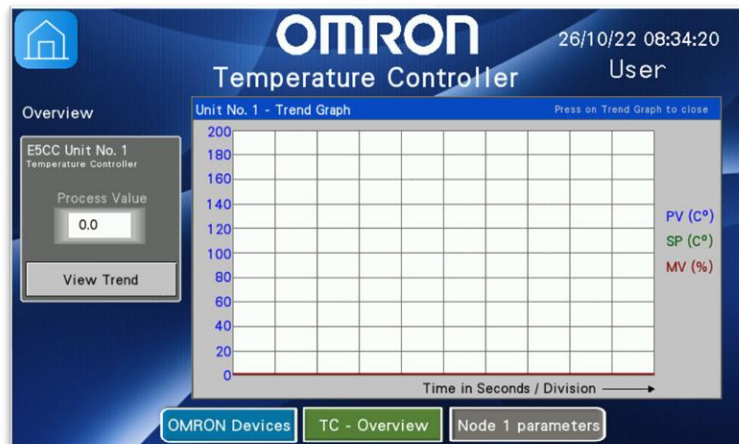 OMRON
Temperature Controller
26/10/22 08:34:20
User
Overview
E5CC Unit No. 1
Temperature Controller
Process Value
0.0
View Trend
Unit No. 1 - Trend Graph
Press on Trend Graph to close
200
180
160
140
120
100
80
60
40
20
0
PV (Cº)
SP (Cº)
MV (%)
Time in Seconds / Division
OMRON Devices
TC - Overview
Node 1 parameters